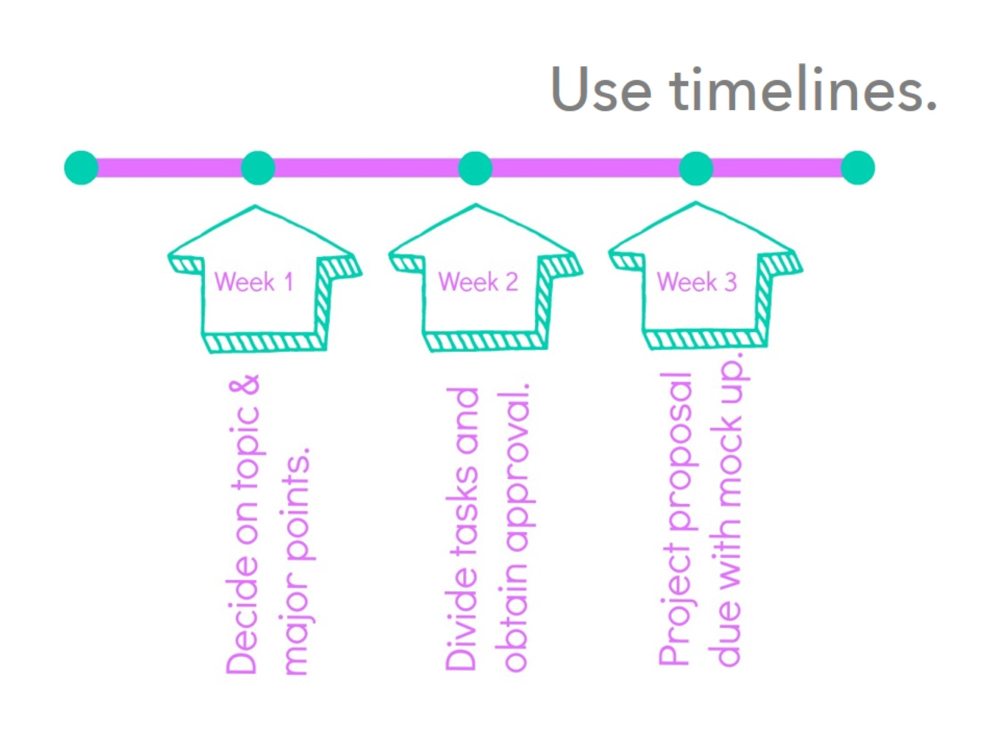 Use timelines.
Week 1
Week 2
Week 3
Decide on topic &
major points.
Divide tasks and
obtain approval.
Project proposal
due with mock up.